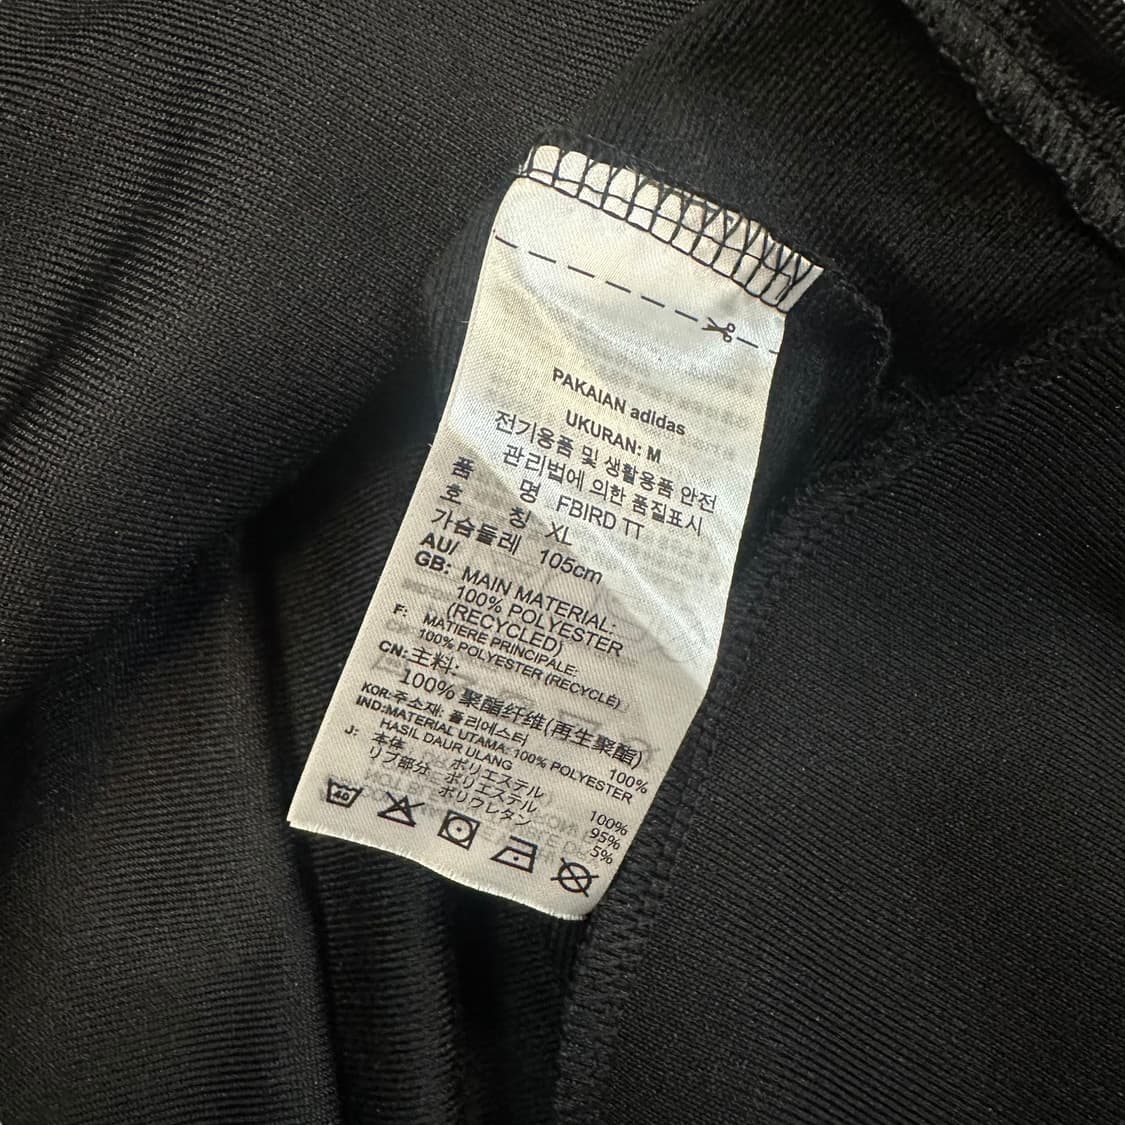 PAKAIAN adidas
UKURAN: M
전기용품 및 생활용품 안전
관리법에 의한 품질표시
품 명 FBIRD TT
호 칭 XL
가슴둘레 105cm
AU/
GB: MAIN MATERIAL:
100% POLYESTER
(RECYCLED)
F: MATIERE PRINCIPALE:
100% POLYESTER (RECYCLÉ)
CN: 主料:
100% 聚酯纤维(再生聚酯)
KOR: 주소재: 폴리에스터 100%
IND: MATERIAL UTAMA: 100% POLYESTER
HASIL DAUR ULANG
J: 本体 ポリエステル 100%
リブ部分 ポリエステル 95%
ポリウレタン 5%
40